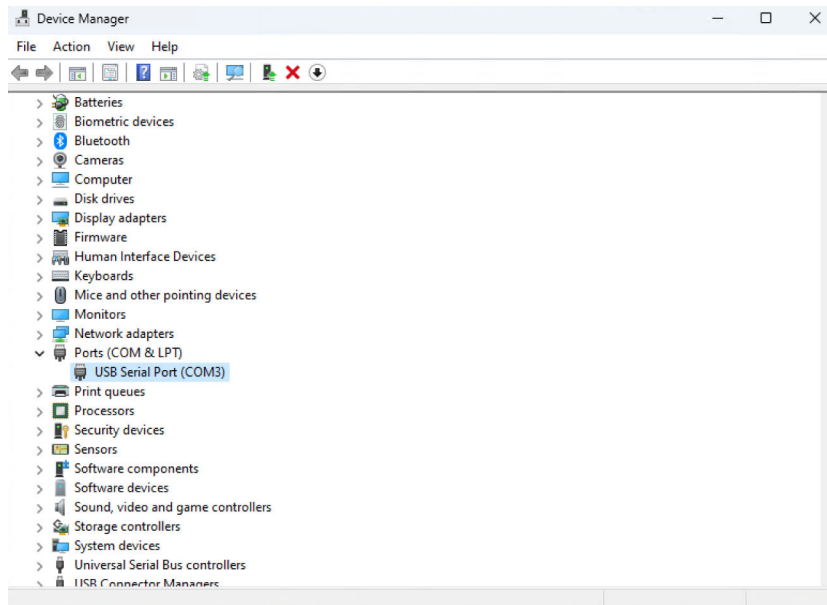 Device Manager
File Action View Help
Batteries
Biometric devices
Bluetooth
Cameras
Computer
Disk drives
Display adapters
Firmware
Human Interface Devices
Keyboards
Mice and other pointing devices
Monitors
Network adapters
Ports (COM & LPT)
USB Serial Port (COM3)
Print queues
Processors
Security devices
Sensors
Software components
Software devices
Sound, video and game controllers
Storage controllers
System devices
Universal Serial Bus controllers
USB Connector Managers